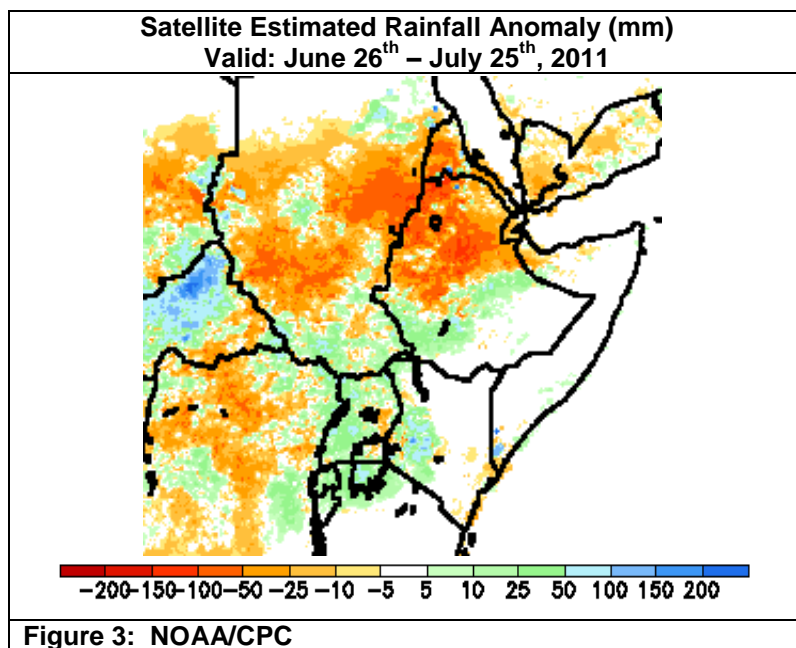 Satellite Estimated Rainfall Anomaly (mm)
Valid: June 26th – July 25th, 2011
-200-150-100-50 -25 -10 -5 5 10 25 50 100 150 200
Figure 3: NOAA/CPC